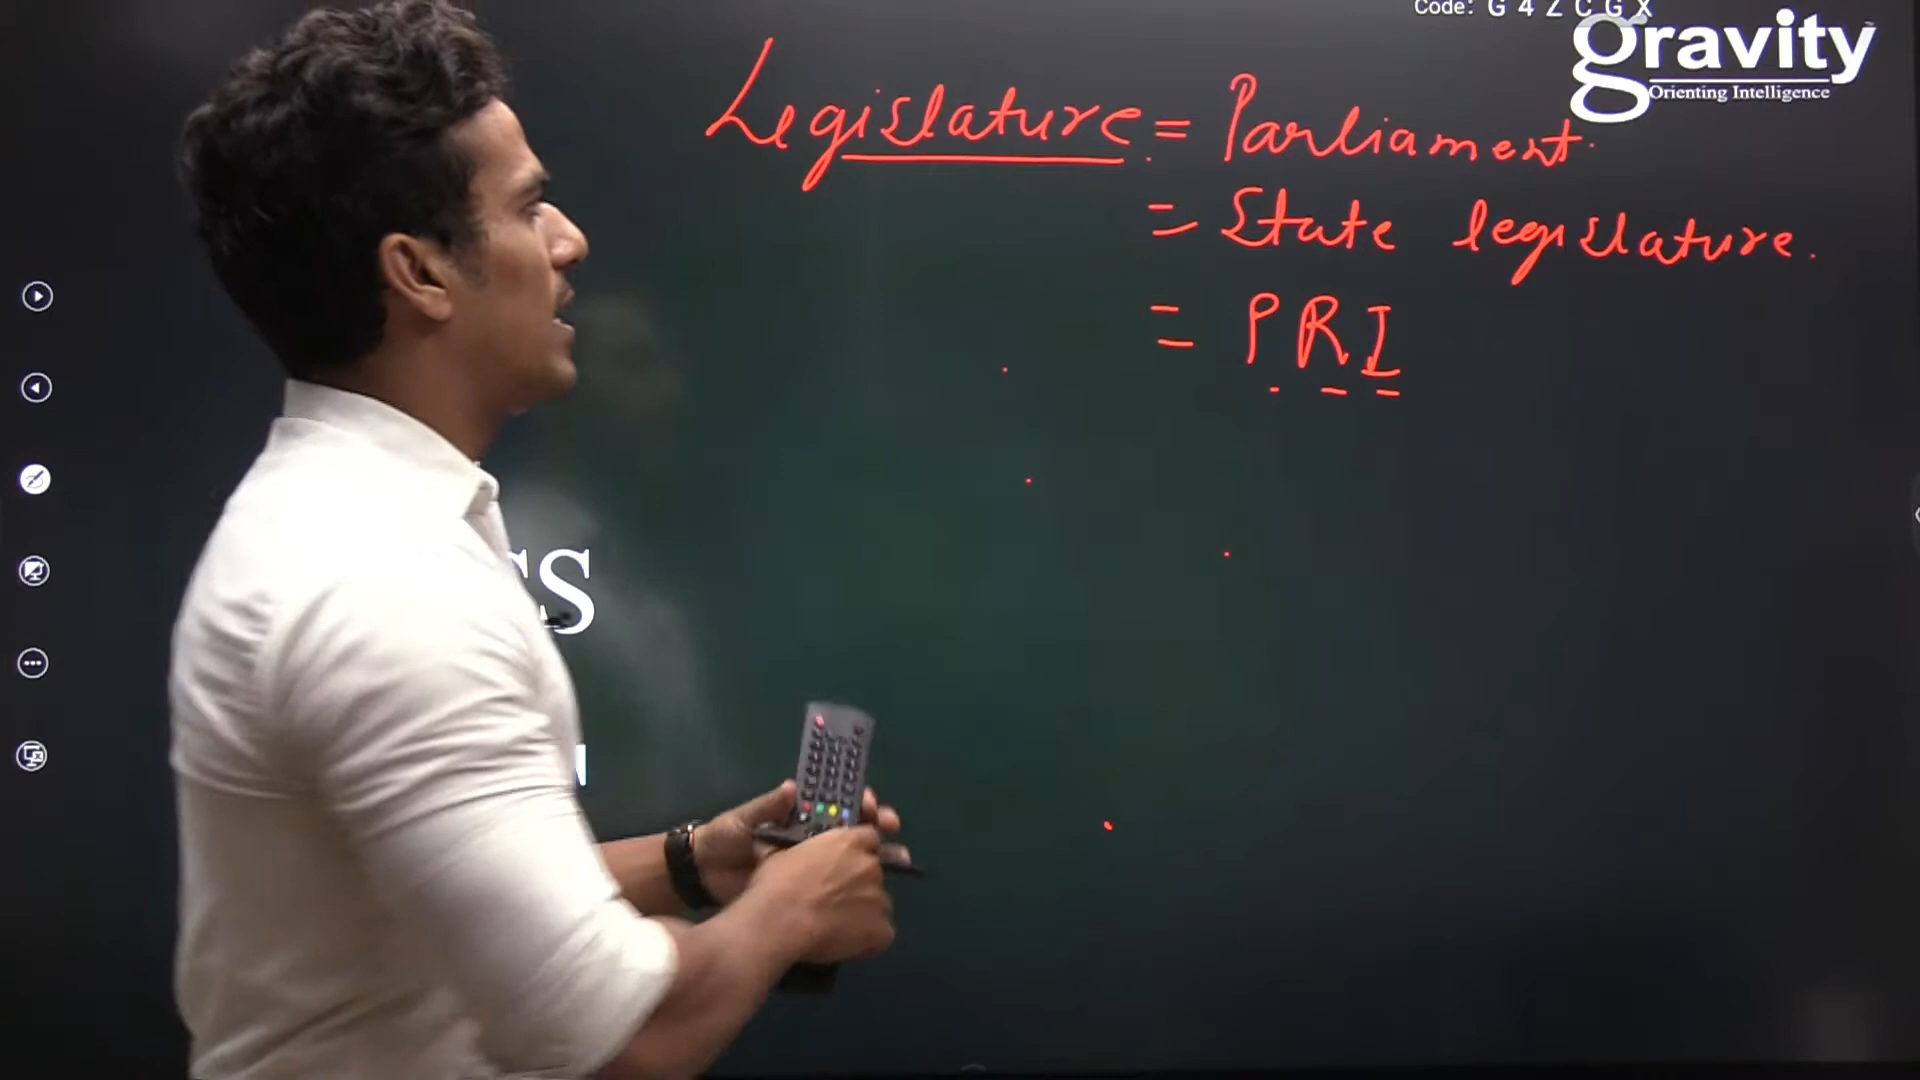 Code: G 4 Z C G X
gravity
Orienting Intelligence
Legislature = Parliament.
= State legislature.
= PRI